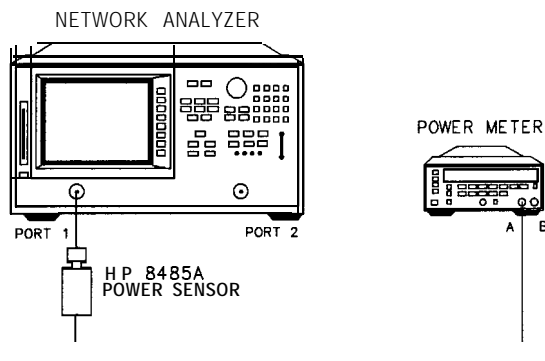 NETWORK ANALYZER
POWER METER
PORT 1
PORT 2
A
B
HP 8485A
POWER SENSOR